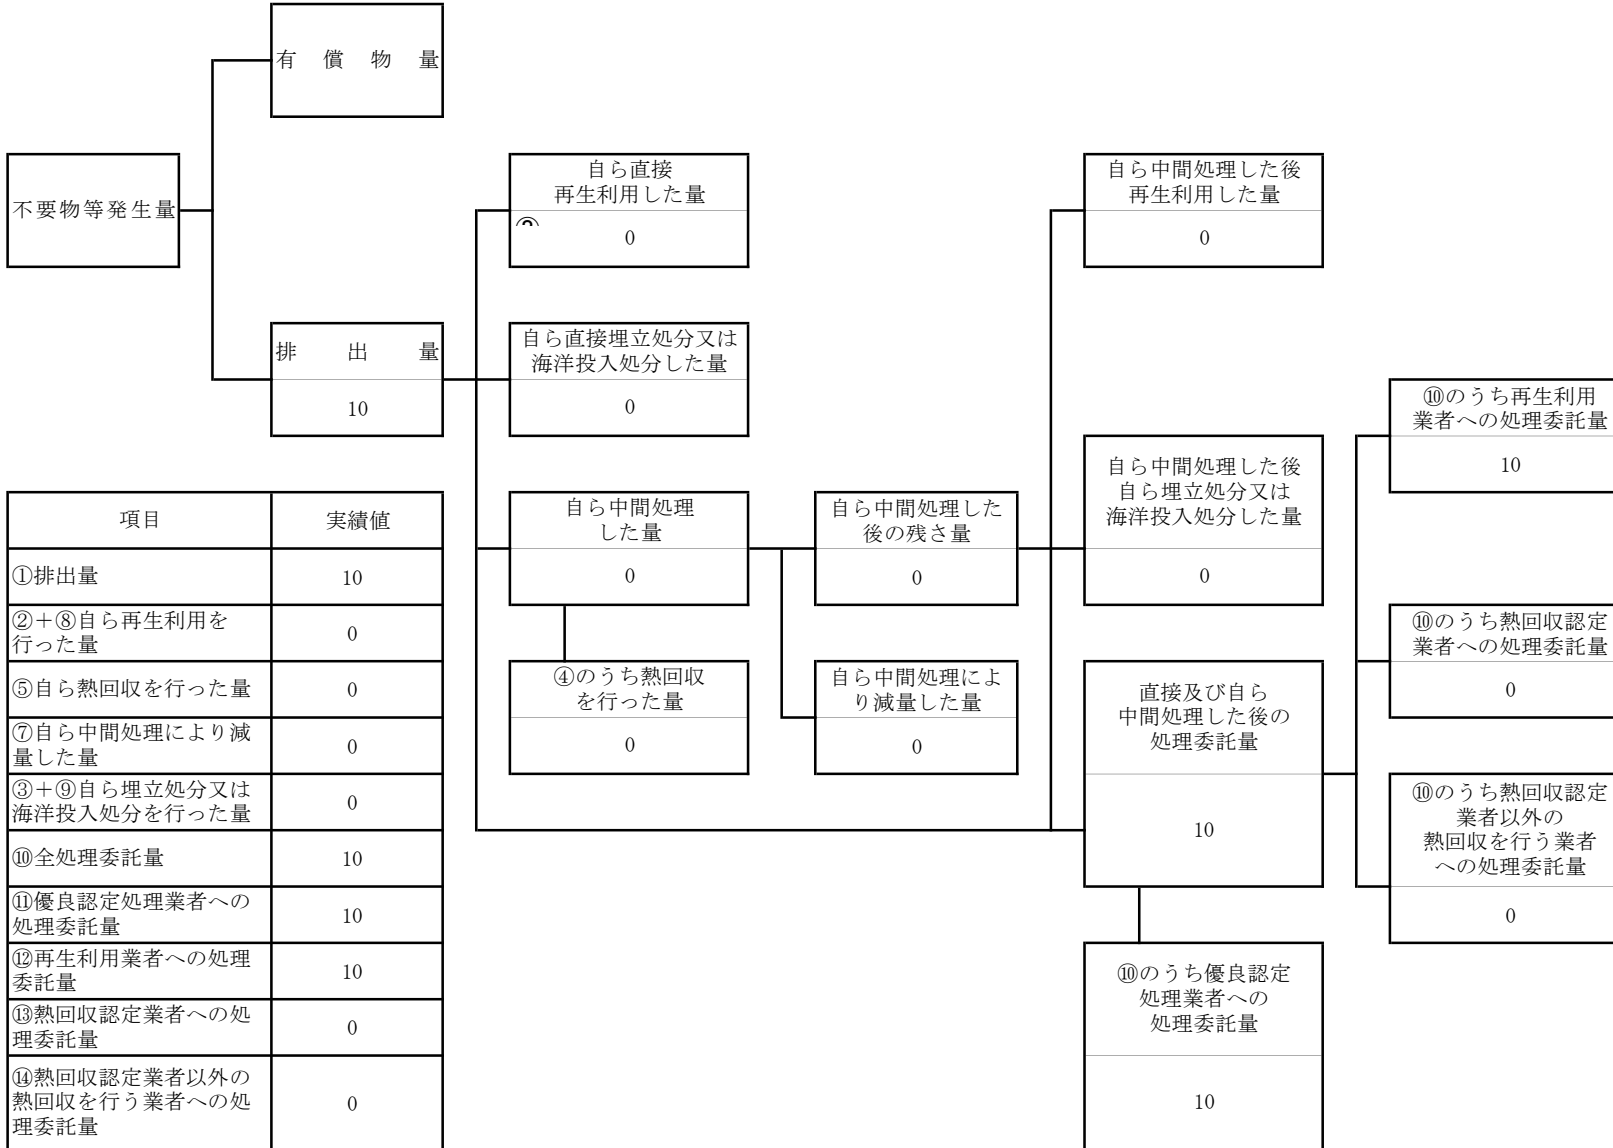 有償物量
不要物等発生量
自ら直接
再生利用した量
0
自ら中間処理した後
再生利用した量
0
排出量
10
自ら直接埋立処分又は
海洋投入処分した量
0
⑩のうち再生利用
業者への処理委託量
10
自ら中間処理
した量
0
自ら中間処理した
後の残さ量
0
自ら中間処理した後
自ら埋立処分又は
海洋投入処分した量
0
⑩のうち熱回収認定
業者への処理委託量
0
④のうち熱回収
を行った量
0
自ら中間処理によ
り減量した量
0
直接及び自ら
中間処理した後の
処理委託量
10
⑩のうち熱回収認定
業者以外の
熱回収を行う業者
への処理委託量
0
⑩のうち優良認定
処理業者への
処理委託量
10
項目 実績値
①排出量 10
②+⑧自ら再生利用を
行った量 0
⑤自ら熱回収を行った量 0
⑦自ら中間処理により減
量した量 0
③+⑨自ら埋立処分又は
海洋投入処分を行った量 0
⑩全処理委託量 10
⑪優良認定処理業者への
処理委託量 10
⑫再生利用業者への処理
委託量 10
⑬熱回収認定業者への処
理委託量 0
⑭熱回収認定業者以外の
熱回収を行う業者への処
理委託量 0